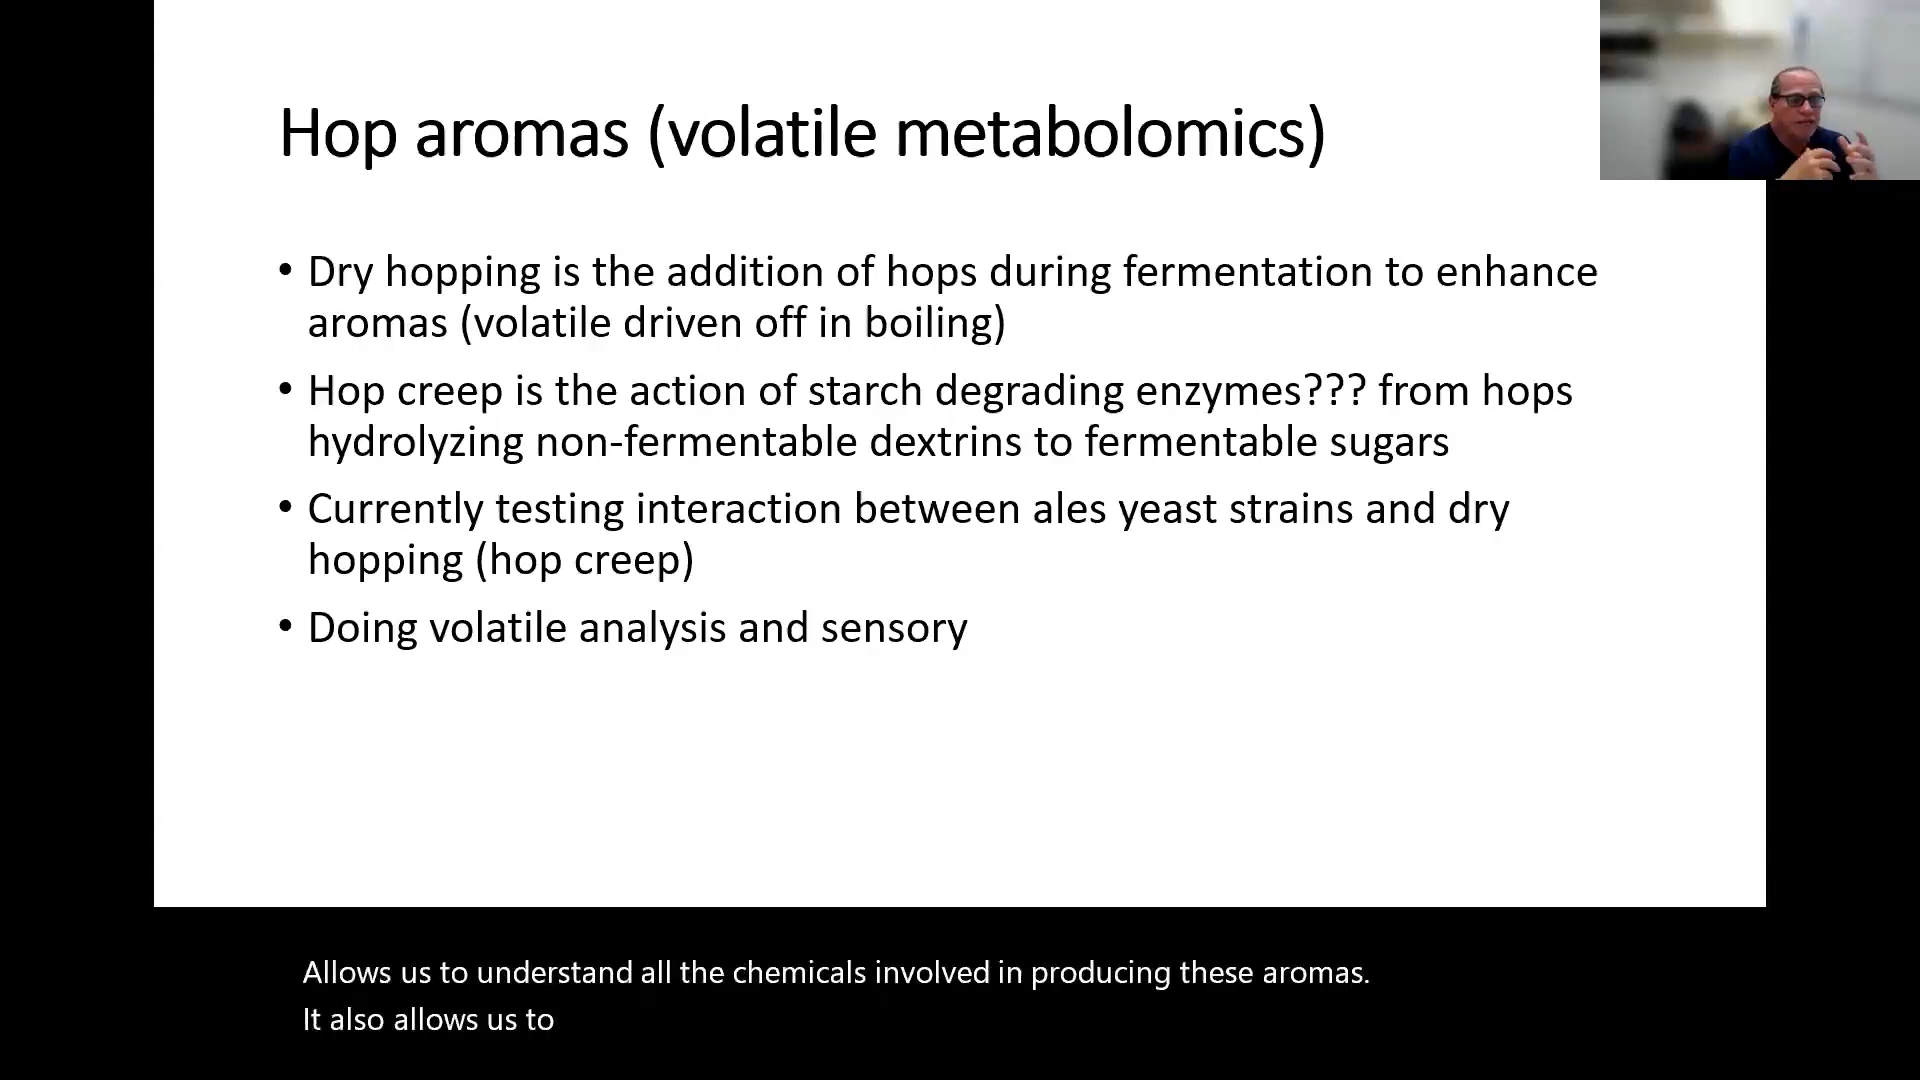 Hop aromas (volatile metabolomics)
• Dry hopping is the addition of hops during fermentation to enhance
aromas (volatile driven off in boiling)
• Hop creep is the action of starch degrading enzymes??? from hops
hydrolyzing non-fermentable dextrins to fermentable sugars
• Currently testing interaction between ales yeast strains and dry
hopping (hop creep)
• Doing volatile analysis and sensory
Allows us to understand all the chemicals involved in producing these aromas.
It also allows us to